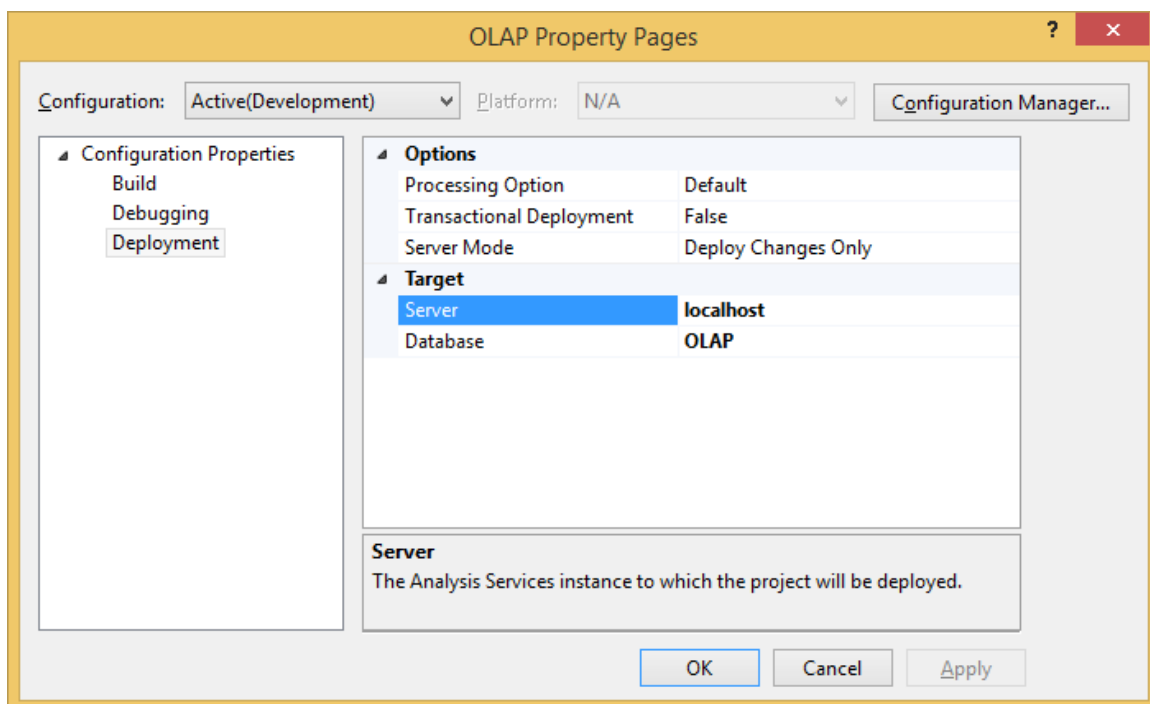 OLAP Property Pages
? ×
Configuration: Active(Development) Platform: N/A Configuration Manager...
Configuration Properties
Build
Debugging
Deployment
Options
Processing Option Default
Transactional Deployment False
Server Mode Deploy Changes Only
Target
Server localhost
Database OLAP
Server
The Analysis Services instance to which the project will be deployed.
OK Cancel Apply